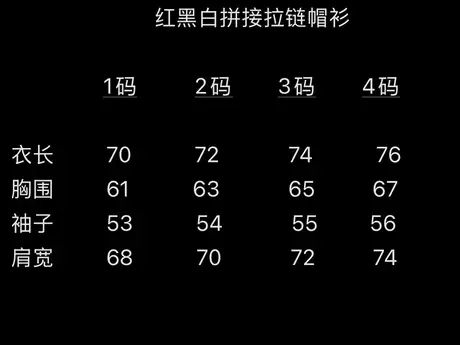 红黑白拼接拉链帽衫
1码 2码 3码 4码
衣长 70 72 74 76
胸围 61 63 65 67
袖子 53 54 55 56
肩宽 68 70 72 74